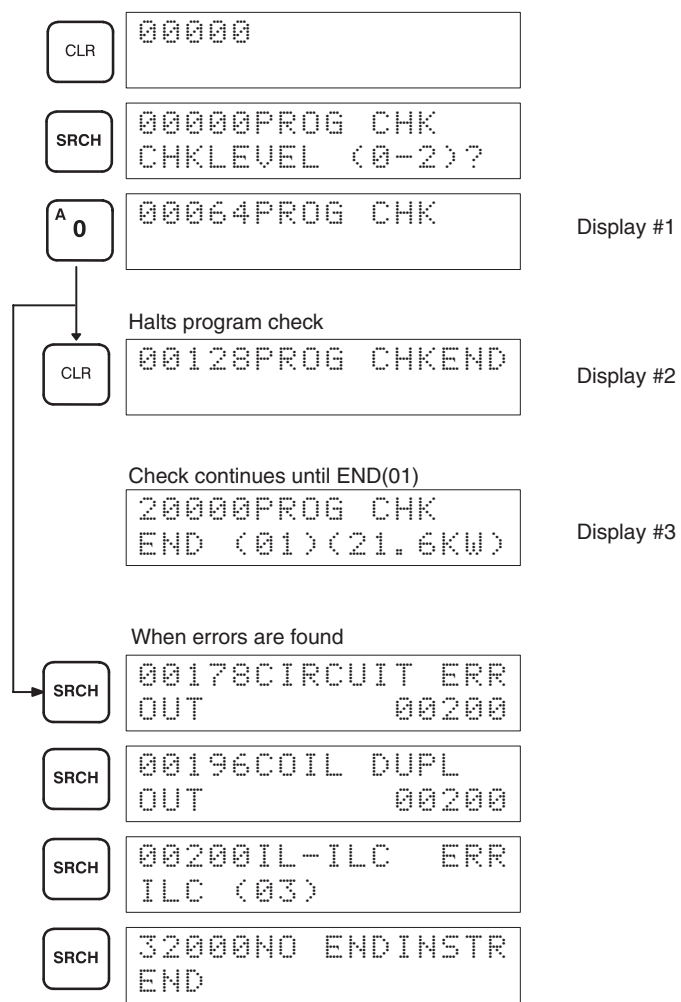 CLR
00000
SRCH
00000PROG CHK
CHKLEVEL (0-2)?
A 0
00064PROG CHK
Display #1
Halts program check
CLR
00128PROG CHKEND
Display #2
Check continues until END(01)
20000PROG CHK
END (01)(21.6KW)
Display #3
When errors are found
SRCH
00178CIRCUIT ERR
OUT 00200
SRCH
00196COIL DUPL
OUT 00200
SRCH
00200IL-ILC ERR
ILC (03)
SRCH
32000NO ENDINSTR
END